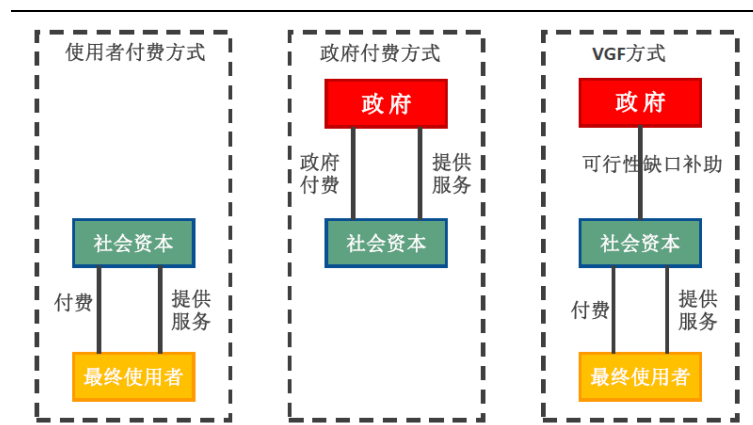 使用者付费方式
社会资本
付费
提供
服务
最终使用者
政府付费方式
政府
政府
付费
提供
服务
社会资本
VGF方式
政府
可行性缺口补助
社会资本
付费
提供
服务
最终使用者